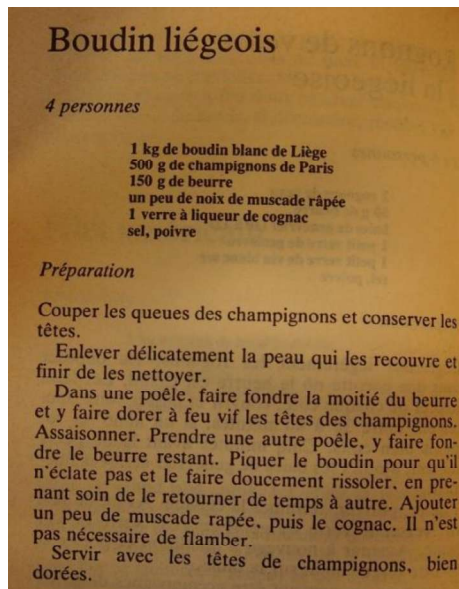 Boudin liégeois
4 personnes
1 kg de boudin blanc de Liège
500 g de champignons de Paris
150 g de beurre
un peu de noix de muscade râpée
1 verre à liqueur de cognac
sel, poivre
Préparation
Couper les queues des champignons et conserver les
têtes.
Enlever délicatement la peau qui les recouvre et
finir de les nettoyer.
Dans une poêle, faire fondre la moitié du beurre
et y faire dorer à feu vif les têtes des champignons.
Assaisonner. Prendre une autre poêle, y faire fon-
dre le beurre restant. Piquer le boudin pour qu'il
n'éclate pas et le faire doucement rissoler, en pre-
nant soin de le retourner de temps à autre. Ajouter
un peu de muscade rapée, puis le cognac. Il n'est
pas nécessaire de flamber.
Servir avec les têtes de champignons, bien
dorées.